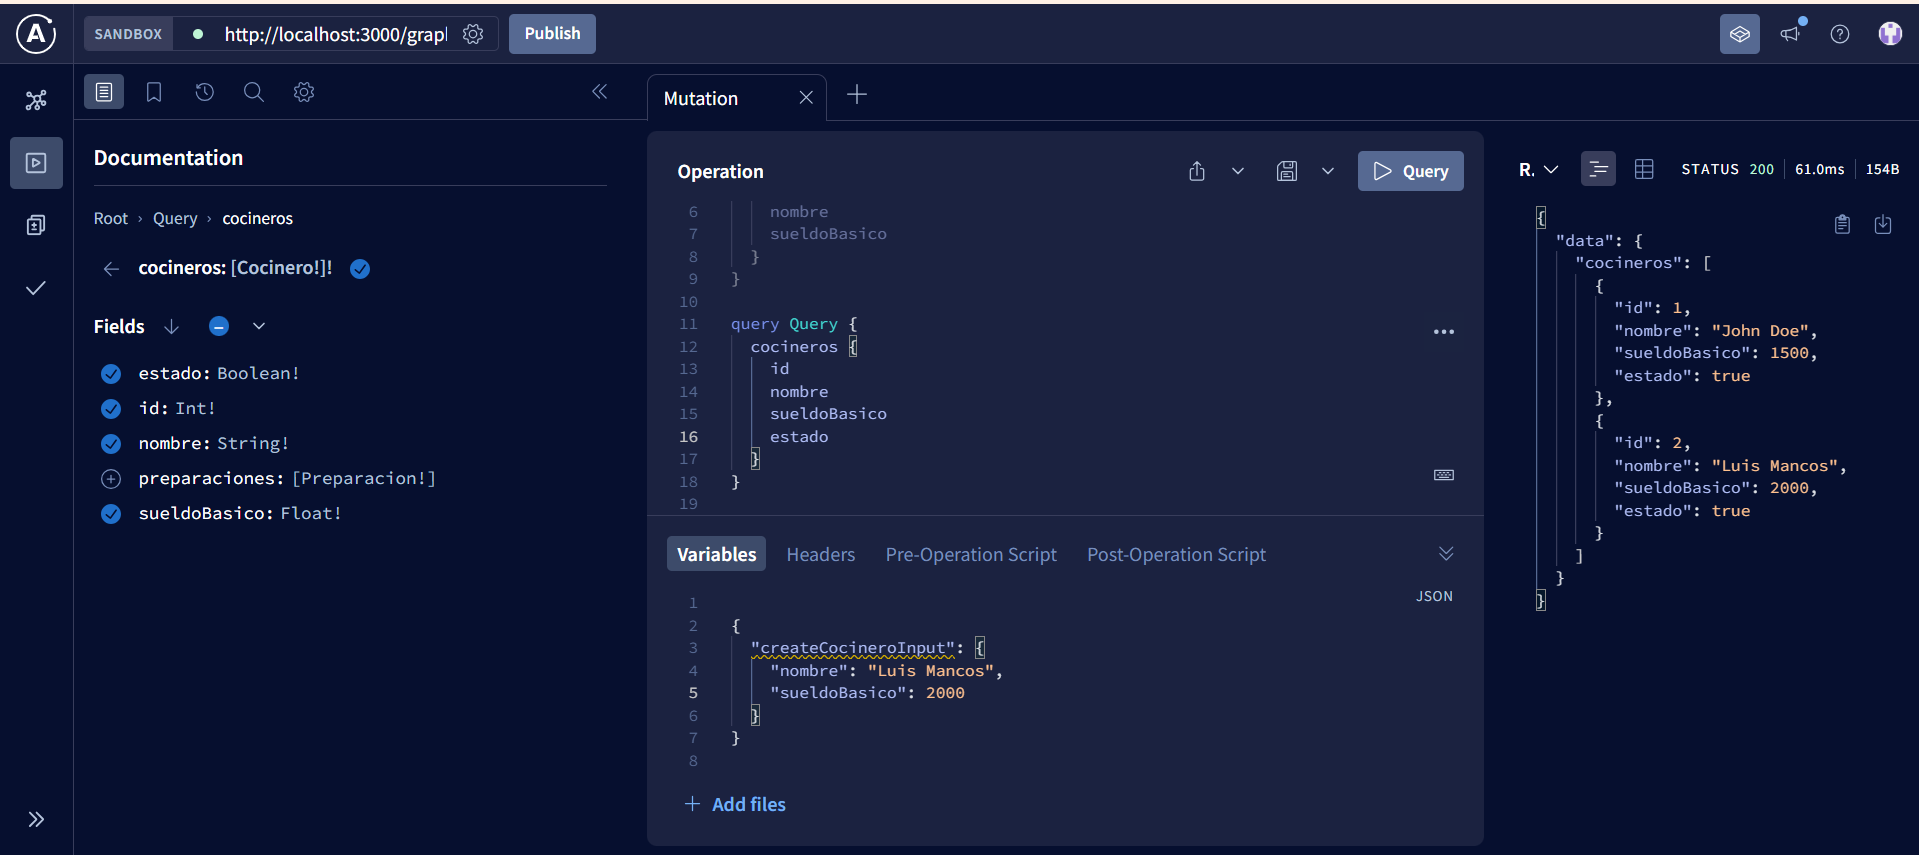 SANDBOX http://localhost:3000/grapl Publish
Documentation
Root › Query › cocineros
cocineros: [Cocinero!]!
Fields
estado: Boolean!
id: Int!
nombre: String!
preparaciones: [Preparacion!]
sueldoBasico: Float!
Mutation
Operation
Query
6 nombre
7 sueldoBasico
8 }
9 }
10
11 query Query {
12 cocineros {
13 id
14 nombre
15 sueldoBasico
16 estado
17 }
18 }
19
Variables Headers Pre-Operation Script Post-Operation Script
JSON
1
2 {
3 "createCocineroInput": {
4 "nombre": "Luis Mancos",
5 "sueldoBasico": 2000
6 }
7 }
8
Add files
R. STATUS 200 61.0ms 154B
{
"data": {
"cocineros": [
{
"id": 1,
"nombre": "John Doe",
"sueldoBasico": 1500,
"estado": true
},
{
"id": 2,
"nombre": "Luis Mancos",
"sueldoBasico": 2000,
"estado": true
}
]
}
}